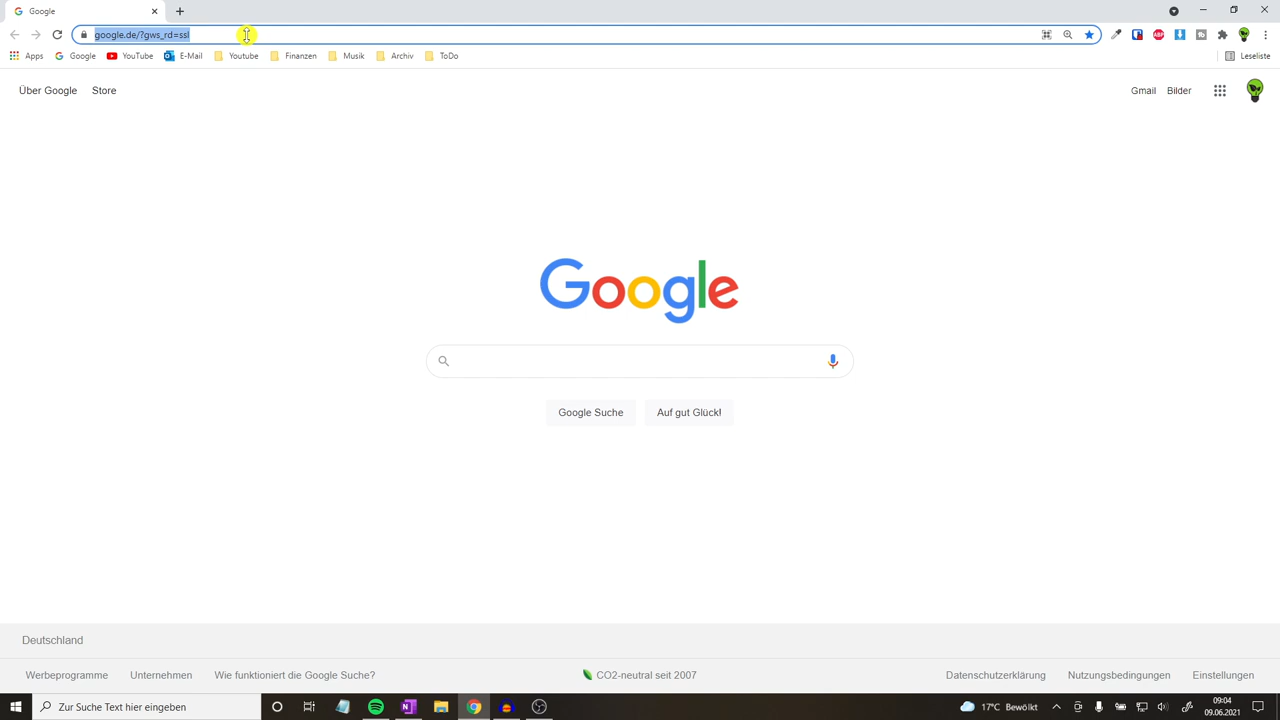 Google
google.de/?gws_rd=ssl
ABP
Apps Google YouTube E-Mail Youtube Finanzen Musik Archiv ToDo Leseliste
Über Google Store Gmail Bilder
Google
Google Suche Auf gut Glück!
Deutschland
Werbeprogramme Unternehmen Wie funktioniert die Google Suche? CO2-neutral seit 2007 Datenschutzerklärung Nutzungsbedingungen Einstellungen
Zur Suche Text hier eingeben 17°C Bewölkt 09:04
09.06.2021